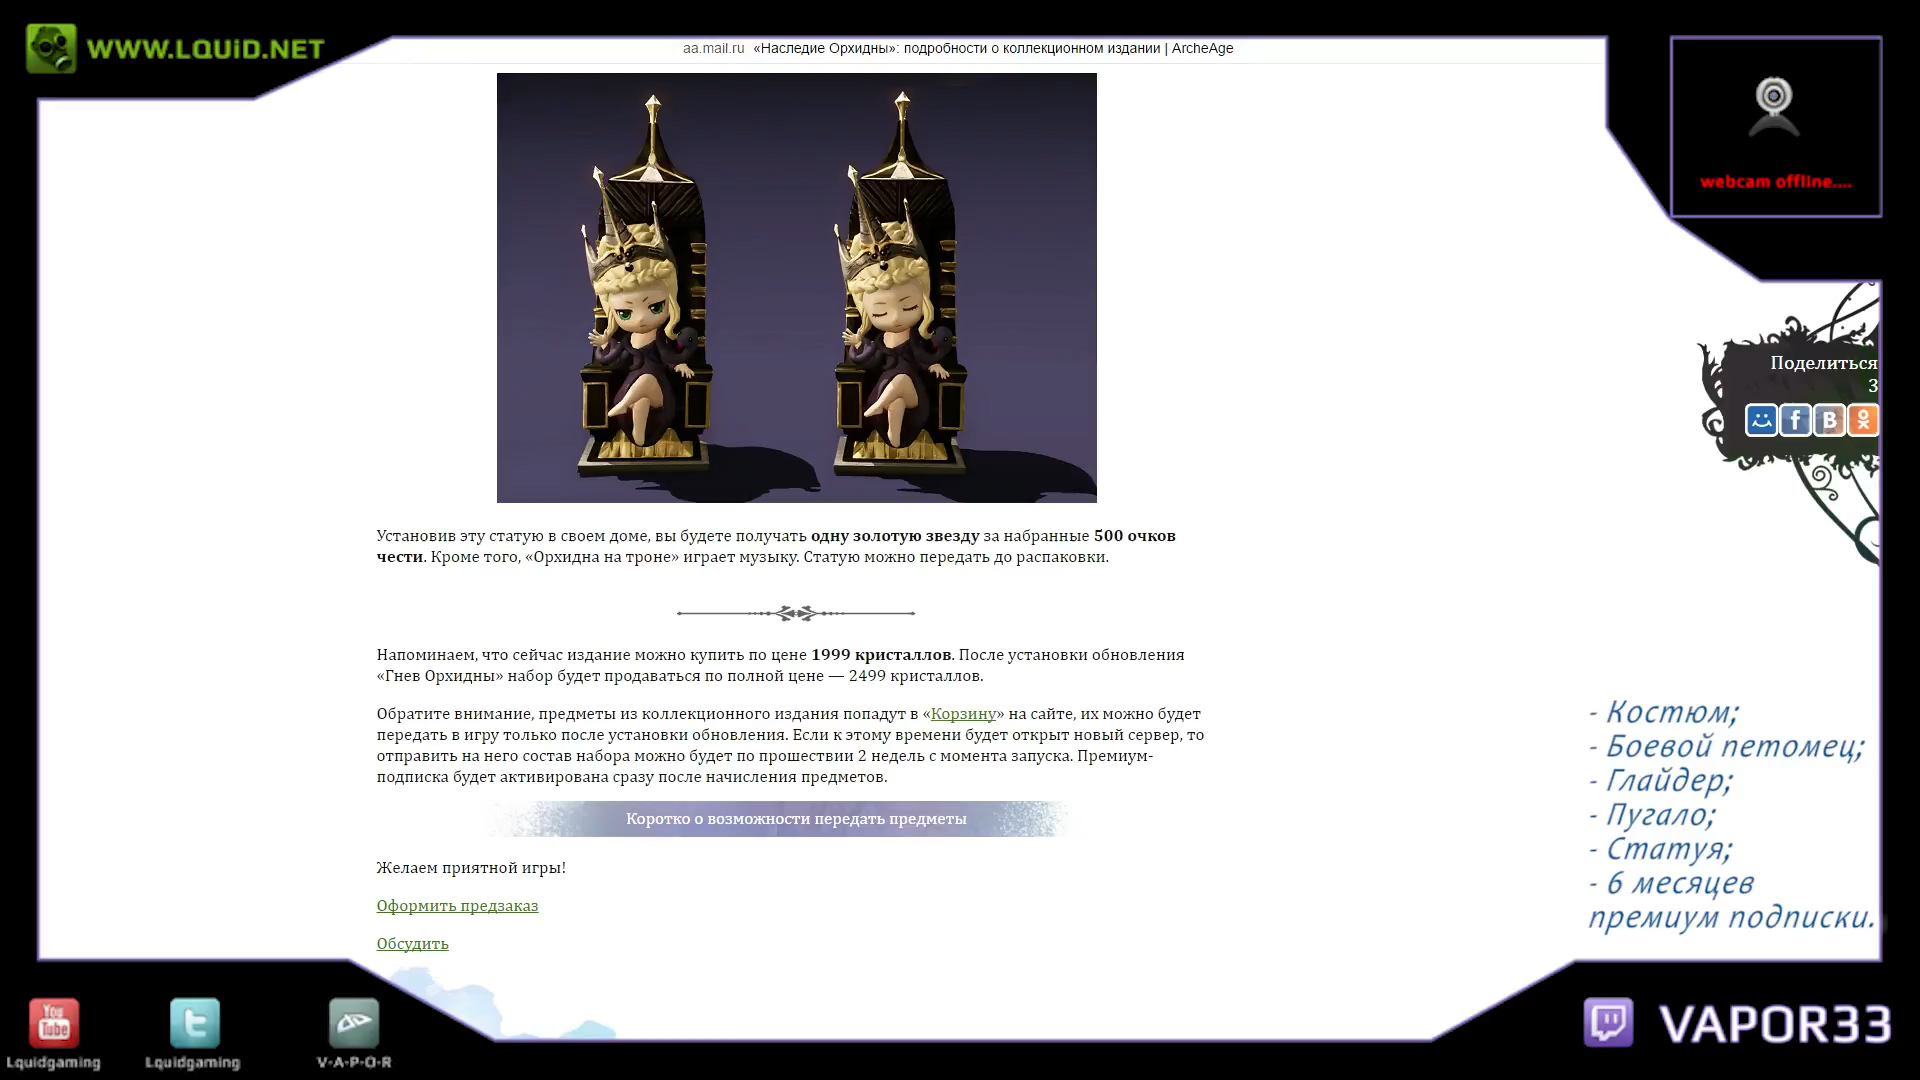 WWW.LQUiD.NET
aa.mail.ru «Наследие Орхидны»: подробности о коллекционном издании | ArcheAge
webcam offline....
Поделиться
3
Установив эту статую в своем доме, вы будете получать одну золотую звезду за набранные 500 очков
чести. Кроме того, «Орхидна на троне» играет музыку. Статую можно передать до распаковки.
Напоминаем, что сейчас издание можно купить по цене 1999 кристаллов. После установки обновления
«Гнев Орхидны» набор будет продаваться по полной цене — 2499 кристаллов.
Обратите внимание, предметы из коллекционного издания попадут в «Корзину» на сайте, их можно будет
передать в игру только после установки обновления. Если к этому времени будет открыт новый сервер, то
отправить на него состав набора можно будет по прошествии 2 недель с момента запуска. Премиум-
подписка будет активирована сразу после начисления предметов.
Коротко о возможности передать предметы
Желаем приятной игры!
Оформить предзаказ
Обсудить
- Костюм;
- Боевой петомец;
- Глайдер;
- Пугало;
- Статуя;
- 6 месяцев
премиум подписки.
You
Tube
Lquidgaming
Lquidgaming
V-A-P-O-R
VAPOR33